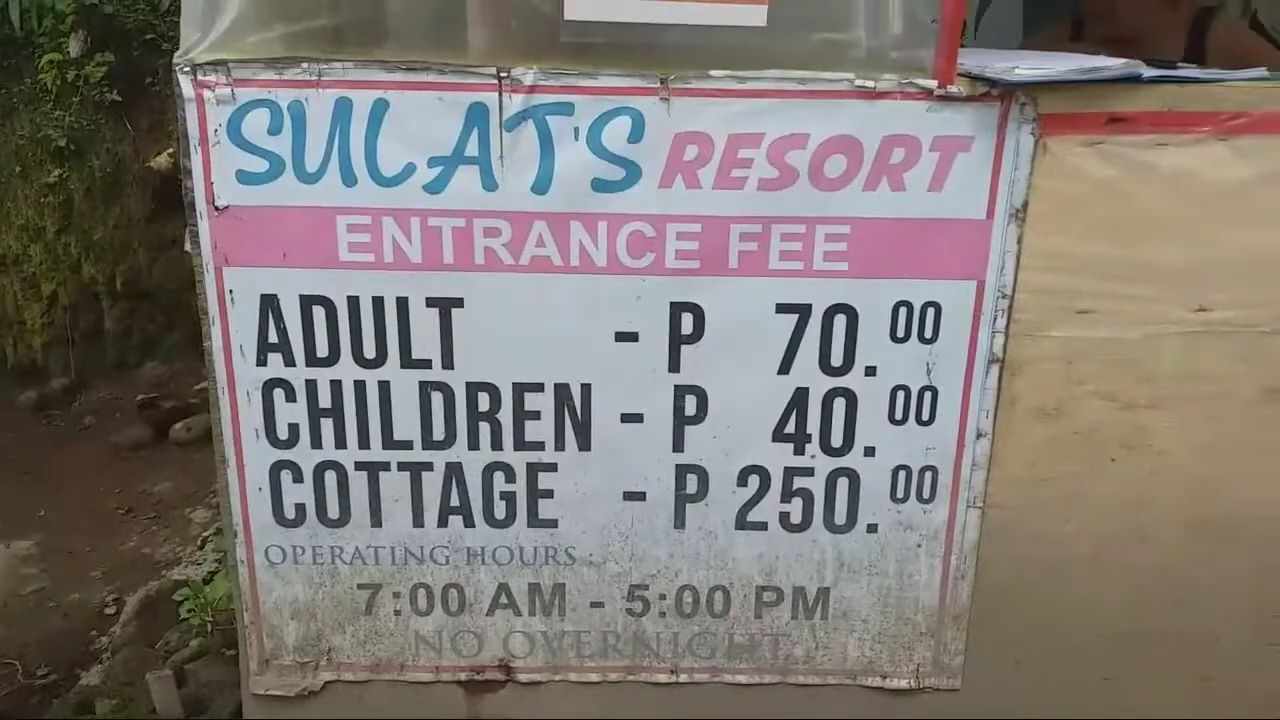 SULAT'S RESORT
ENTRANCE FEE
ADULT - P 70.00
CHILDREN - P 40.00
COTTAGE - P 250.00
OPERATING HOURS :
7:00 AM - 5:00 PM
NO OVERNIGHT